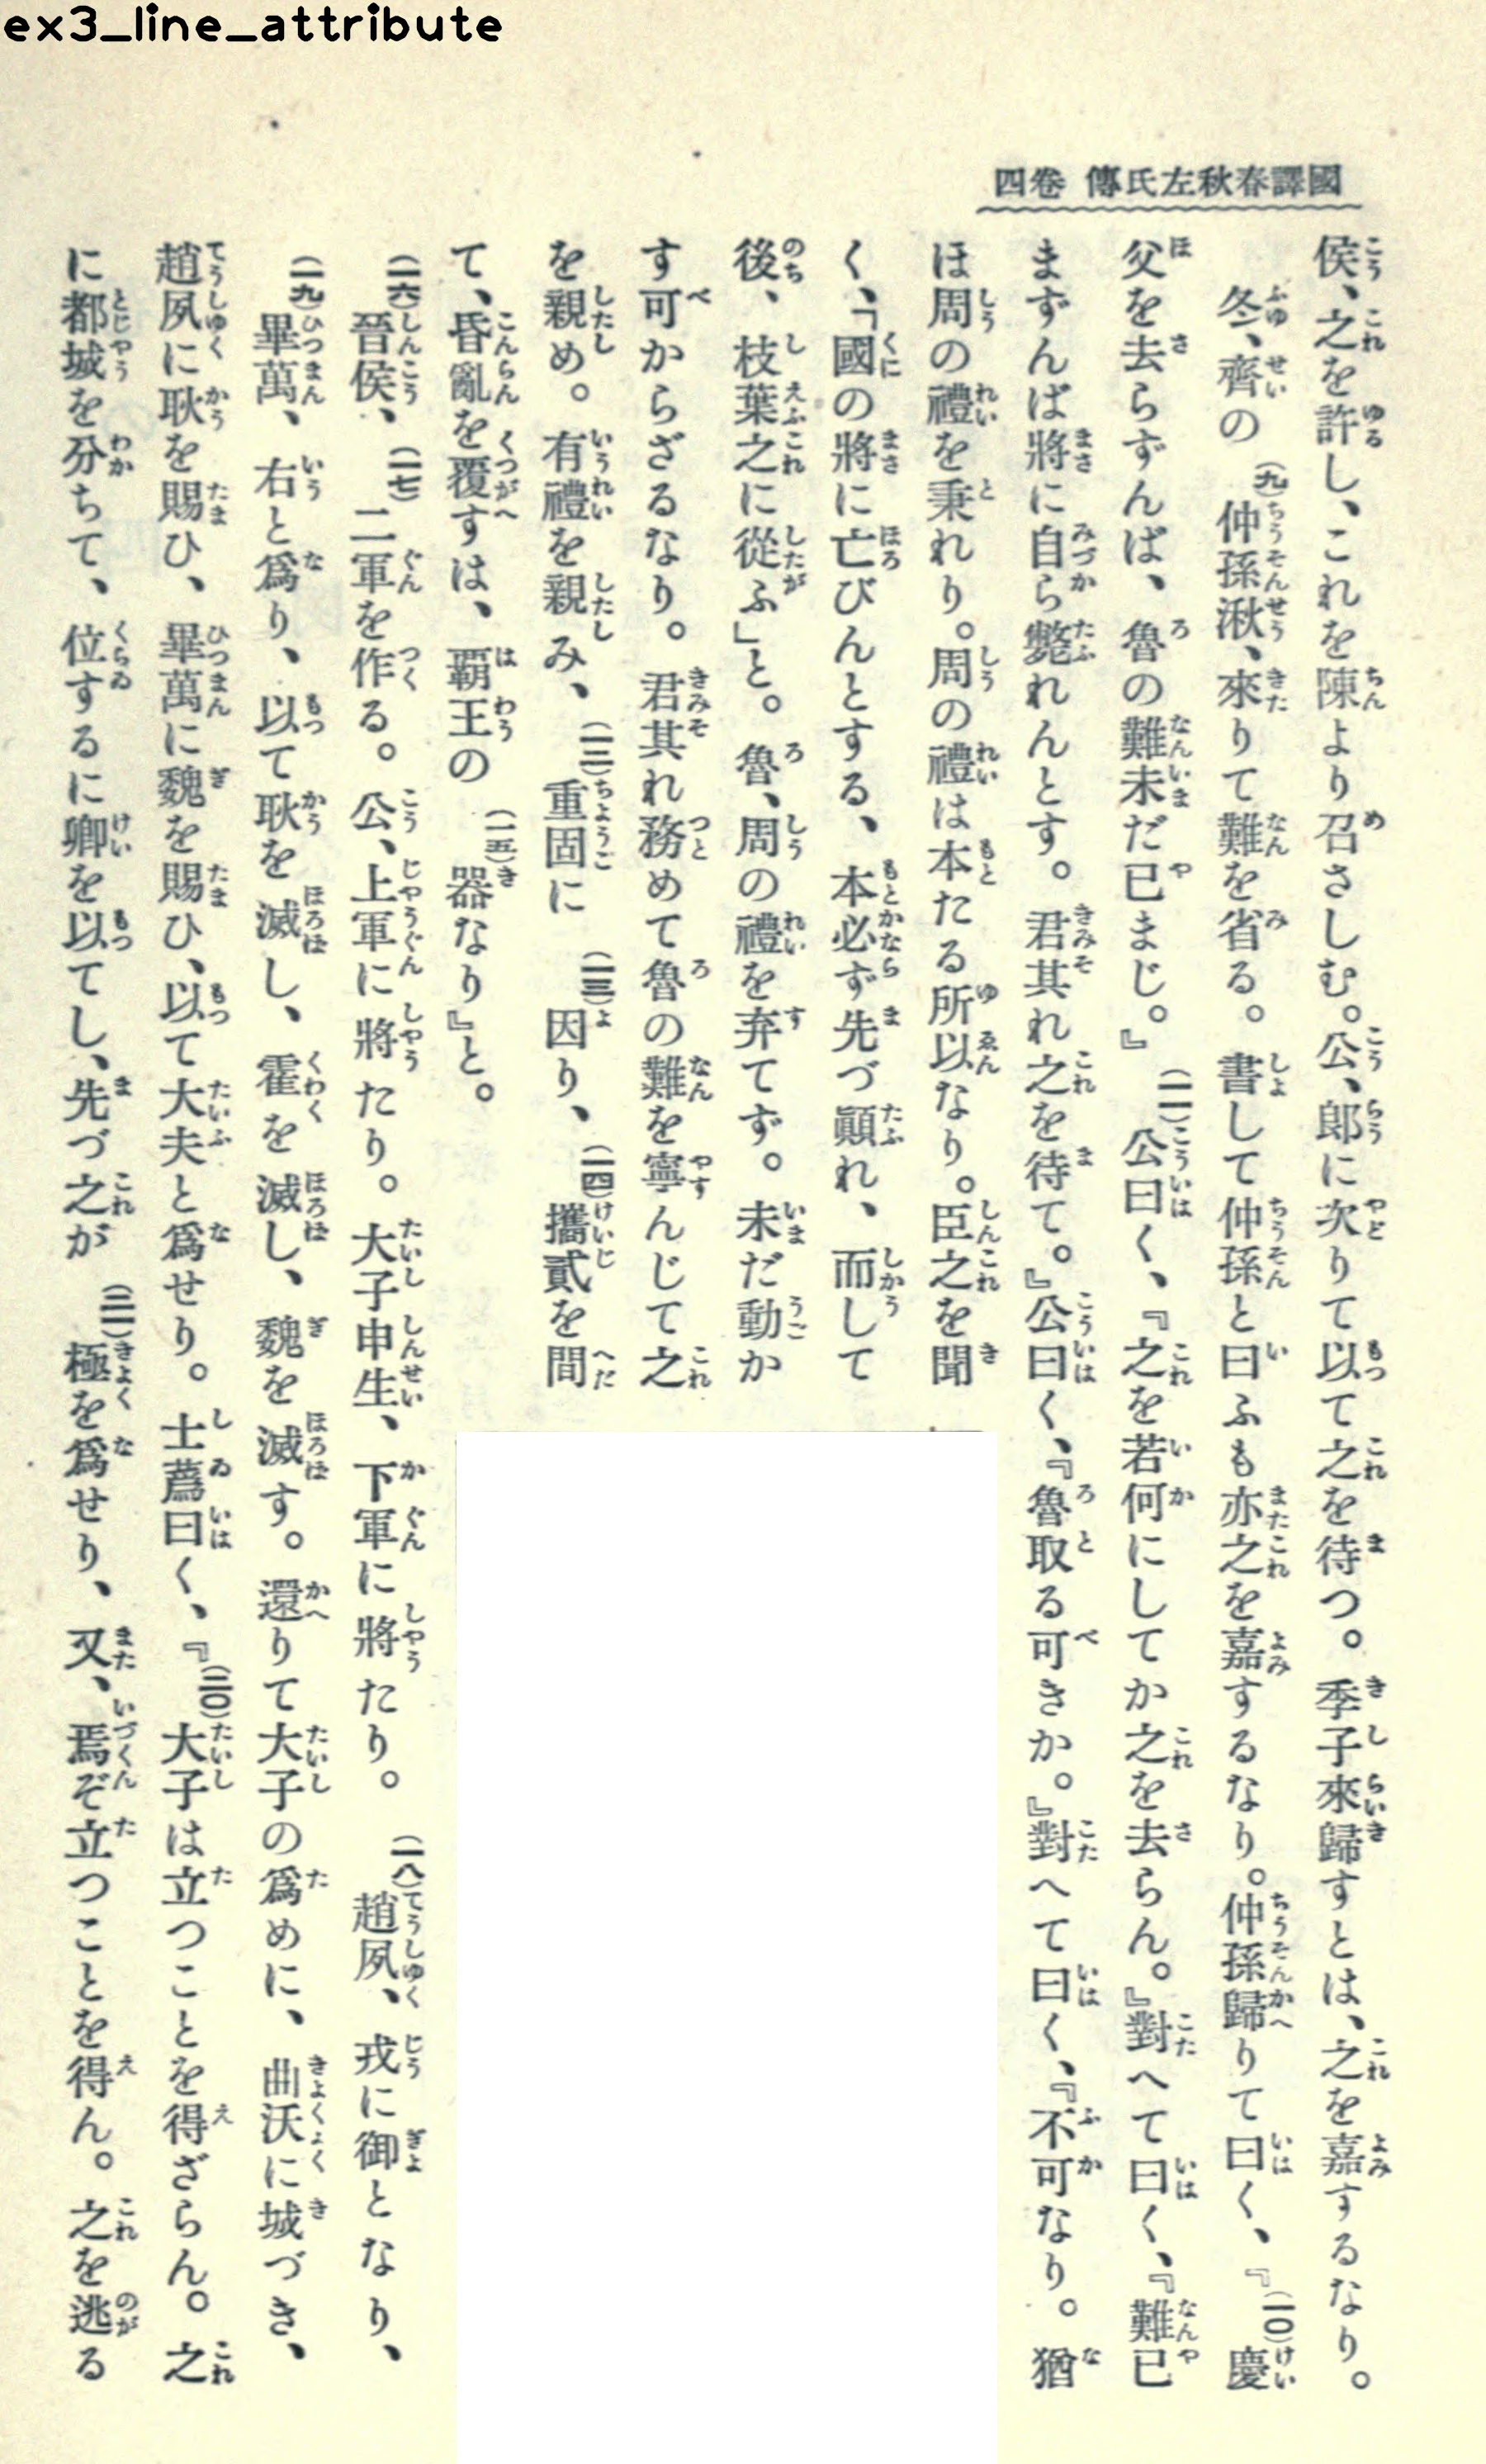 ex3_line_attribute
國譯春秋左氏傳 卷四
侯、之を許し、これを陳より召さしむ。公、郎に次りて以て之を待つ。季子來歸すとは、之を嘉するなり。
冬、齊の(九)仲孫湫、來りて難を省る。書して仲孫と曰ふも亦之を嘉するなり。仲孫歸りて曰く、『(一〇)慶
父を去らずんば、魯の難未だ已まじ。』(一一)公曰く、『之を若何にしてか之を去らん。』對へて曰く、『難已
まずんば將に自ら斃れんとす。君其れ之を待て。』公曰く、『魯取る可きか。』對へて曰く、『不可なり。猶
ほ周の禮を秉れり。周の禮は本たる所以なり。臣之を聞
く、「國の將に亡びんとする、本必ず先づ顚れ、而して
後、枝葉之に從ふ」と。魯、周の禮を弃てず。未だ動か
す可からざるなり。君其れ務めて魯の難を寧んじて之
を親め。有禮を親み、(一二)重固に(一三)因り、(一四)攜貳を間
て、昏亂を覆すは、覇王の(一五)器なり』と。
(一六)晉侯、(一七)二軍を作る。公、上軍に將たり。大子申生、下軍に將たり。(一八)趙夙、戎に御となり、
(一九)畢萬、右と爲り、以て耿を滅し、霍を滅し、魏を滅す。還りて大子の爲めに、曲沃に城づき、
趙夙に耿を賜ひ、畢萬に魏を賜ひ、以て大夫と爲せり。士蔿曰く、『(二〇)大子は立つことを得ざらん。之
に都城を分ちて、位するに卿を以てし、先づ之が(二一)極を爲せり、又、焉ぞ立つことを得ん。之を逃る